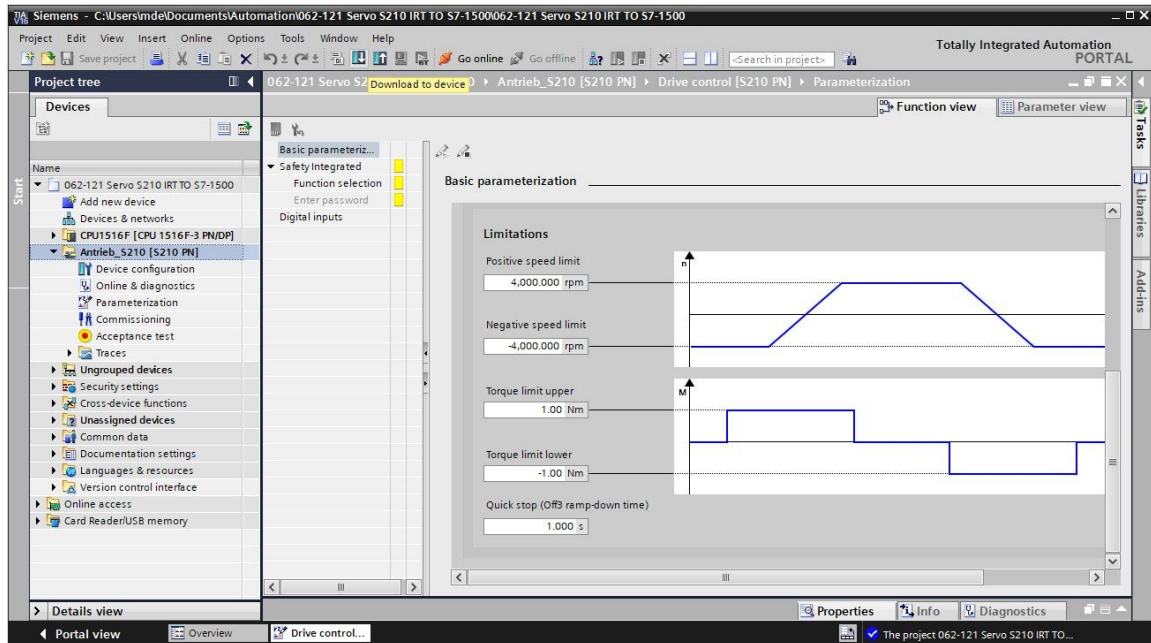 Siemens - C:\Users\mde\Documents\Automation\062-121 Servo S210 IRT TO S7-1500\062-121 Servo S210 IRT TO S7-1500
Project Edit View Insert Online Options Tools Window Help
Totally Integrated Automation
PORTAL
Save project
Go online
Go offline
<Search in project>
Project tree
062-121 Servo S2
Download to device
Antrieb_S210 [S210 PN]
Drive control [S210 PN]
Parameterization
Devices
Function view
Parameter view
Name
062-121 Servo S210 IRT TO S7-1500
Add new device
Devices & networks
CPU1516F [CPU 1516F-3 PN/DP]
Antrieb_S210 [S210 PN]
Device configuration
Online & diagnostics
Parameterization
Commissioning
Acceptance test
Traces
Ungrouped devices
Security settings
Cross-device functions
Unassigned devices
Common data
Documentation settings
Languages & resources
Version control interface
Online access
Card Reader/USB memory
Basic parameteriz...
Safety Integrated
Function selection
Enter password
Digital inputs
Basic parameterization
Limitations
Positive speed limit
4,000.000 rpm
n
Negative speed limit
-4,000.000 rpm
Torque limit upper
1.00 Nm
M
Torque limit lower
-1.00 Nm
Quick stop (Off3 ramp-down time)
1.000 s
Start
Tasks
Libraries
Add-ins
Details view
Properties
Info
Diagnostics
Portal view
Overview
Drive control...
The project 062-121 Servo S210 IRT TO...